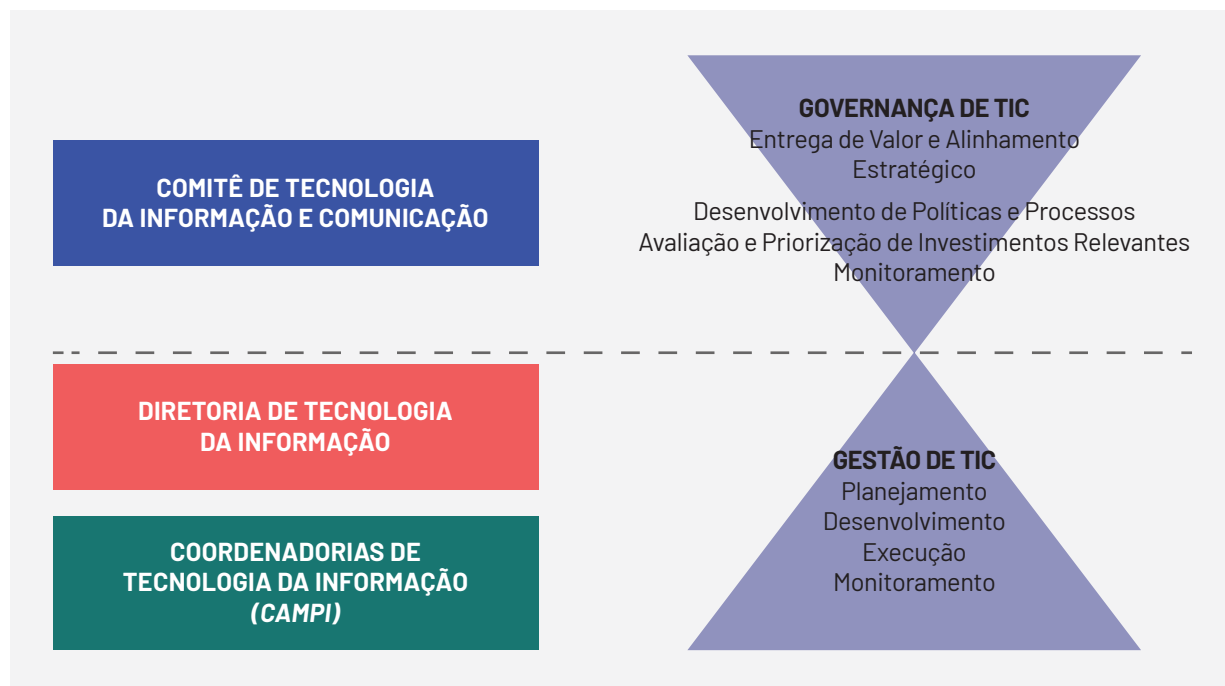 COMITÊ DE TECNOLOGIA
DA INFORMAÇÃO E COMUNICAÇÃO
GOVERNANÇA DE TIC
Entrega de Valor e Alinhamento
Estratégico
Desenvolvimento de Políticas e Processos
Avaliação e Priorização de Investimentos Relevantes
Monitoramento
DIRETORIA DE TECNOLOGIA
DA INFORMAÇÃO
COORDENADORIAS DE
TECNOLOGIA DA INFORMAÇÃO
(CAMPI)
GESTÃO DE TIC
Planejamento
Desenvolvimento
Execução
Monitoramento